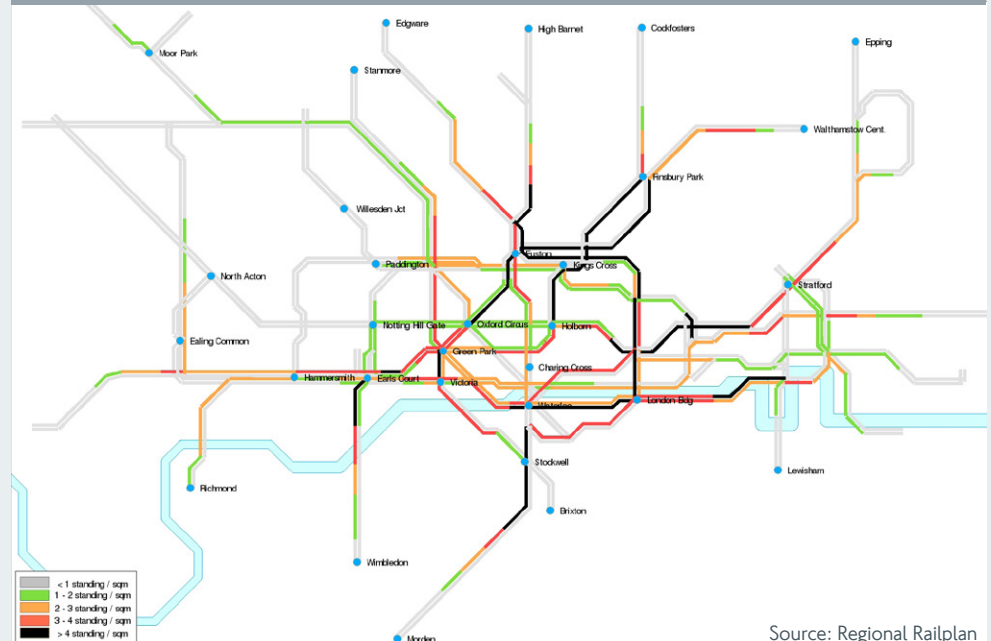 Edgware
High Barnet
Cockfosters
Epping
Moor Park
Stanmore
Walthamstow Cent.
Finsbury Park
Willesden Jct
Euston
Paddington
Kings Cross
North Acton
Stratford
Notting Hill Gate
Oxford Circus
Holborn
Ealing Common
Green Park
Charing Cross
Hammersmith
Earls Court
Victoria
Waterloo
London Bdg
Stockwell
Lewisham
Richmond
Brixton
Wimbledon
< 1 standing / sqm
1 - 2 standing / sqm
2 - 3 standing / sqm
3 - 4 standing / sqm
> 4 standing / sqm
Morden
Source: Regional Railplan